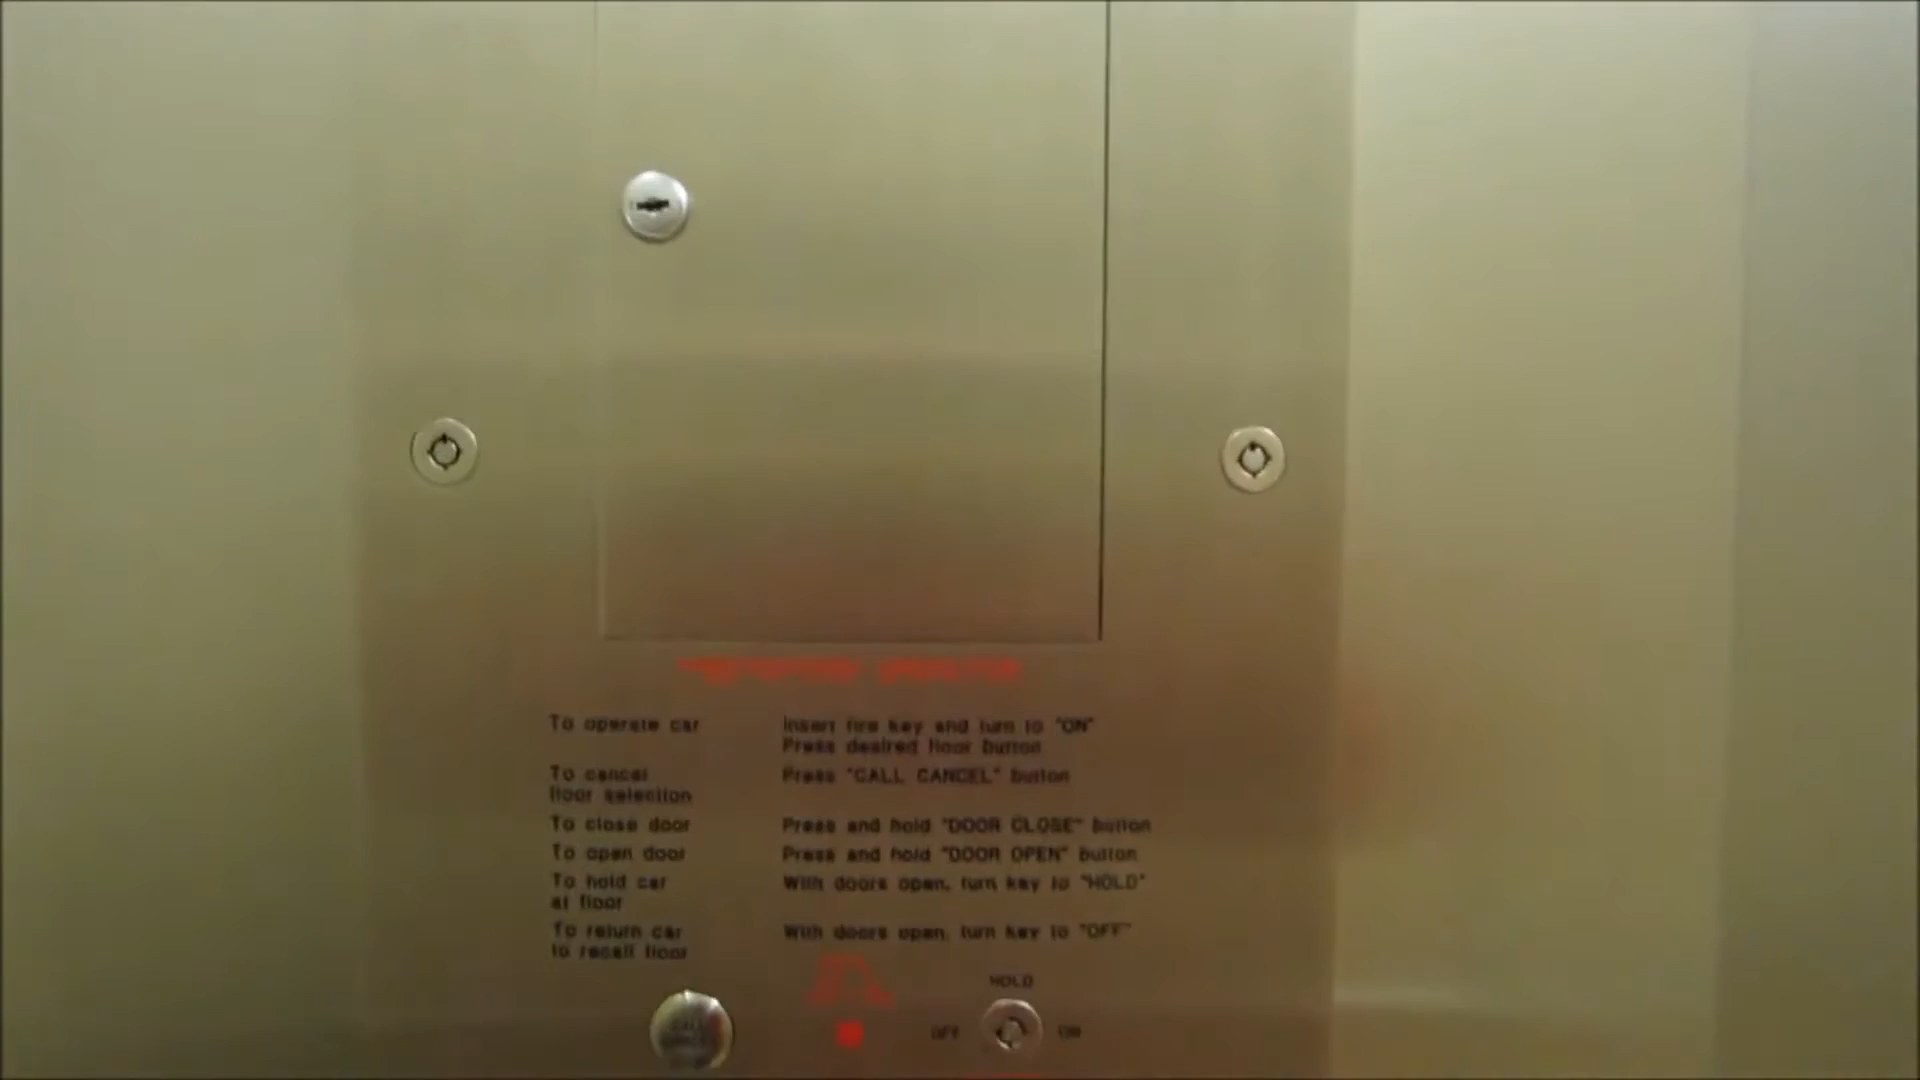 To operate car Insert fire key and turn to "ON"
Press desired floor button
To cancel Press "CALL CANCEL" button
floor selection
To close door Press and hold "DOOR CLOSE" button
To open door Press and hold "DOOR OPEN" button
To hold car With doors open, turn key to "HOLD"
at floor
To return car With doors open, turn key to "OFF"
to recall floor
HOLD
CALL
CANCEL
OFF ON